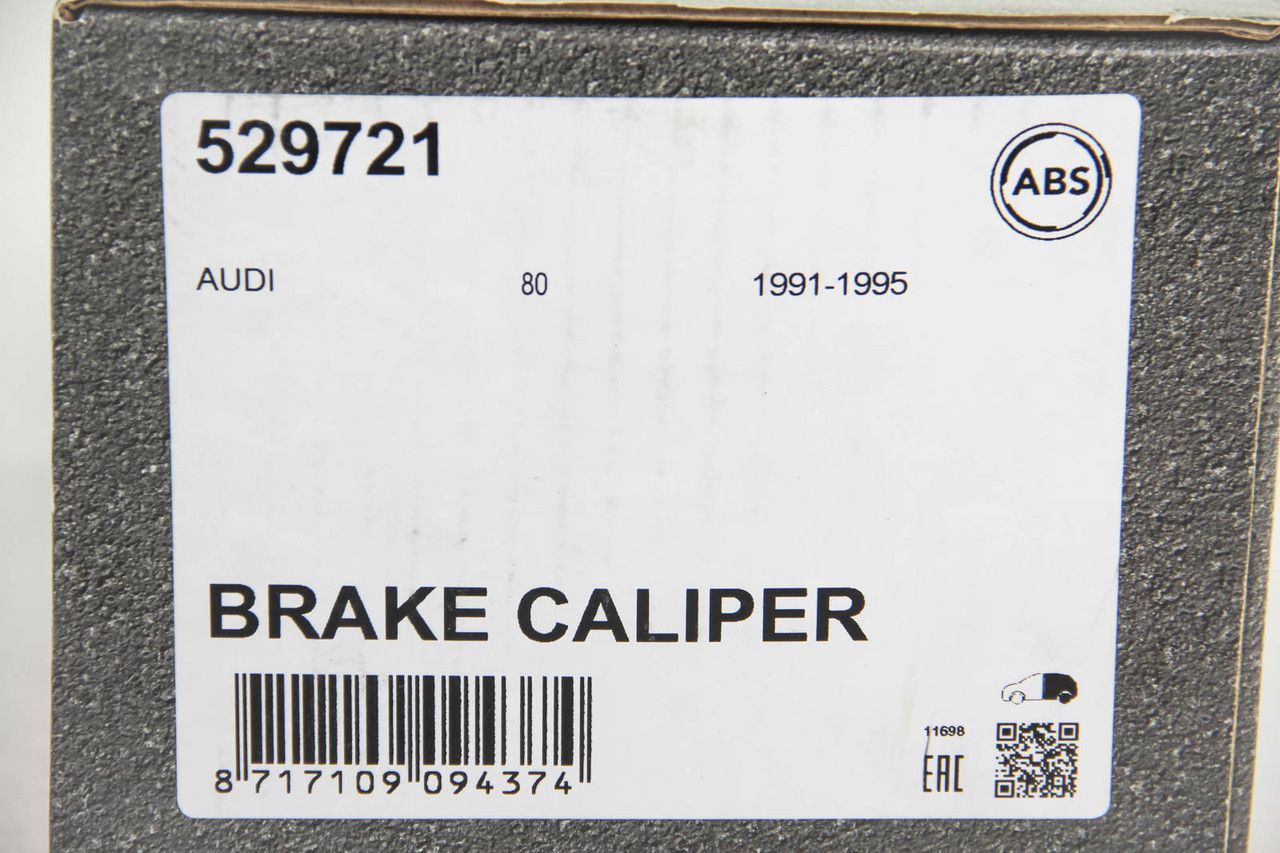 529721
ABS
AUDI 80 1991-1995
BRAKE CALIPER
8 717109 094374
11698
EAC